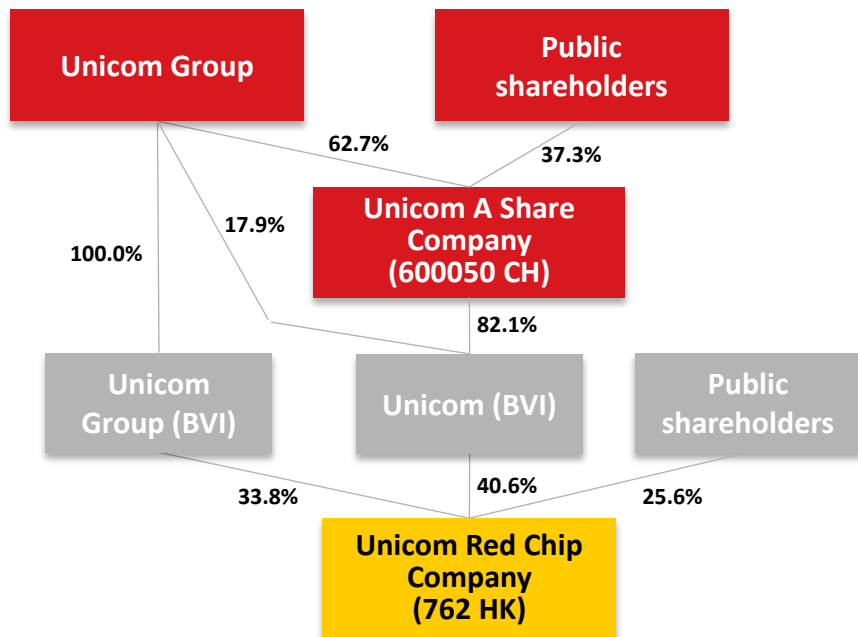 Unicom Group
Public
shareholders
62.7%
37.3%
Unicom A Share
Company
(600050 CH)
17.9%
100.0%
82.1%
Unicom
Group (BVI)
Unicom (BVI)
Public
shareholders
33.8%
40.6%
25.6%
Unicom Red Chip
Company
(762 HK)